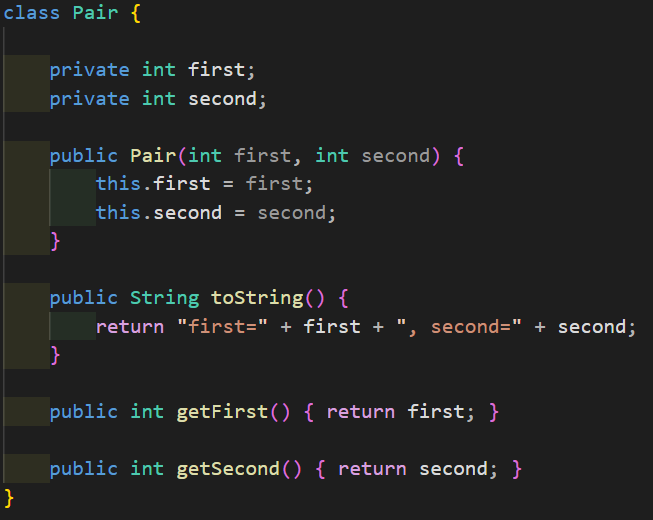 class Pair {
    private int first;
    private int second;
    public Pair(int first, int second) {
        this.first = first;
        this.second = second;
    }
    public String toString() {
        return "first=" + first + ", second=" + second;
    }
    public int getFirst() { return first; }
    public int getSecond() { return second; }
}